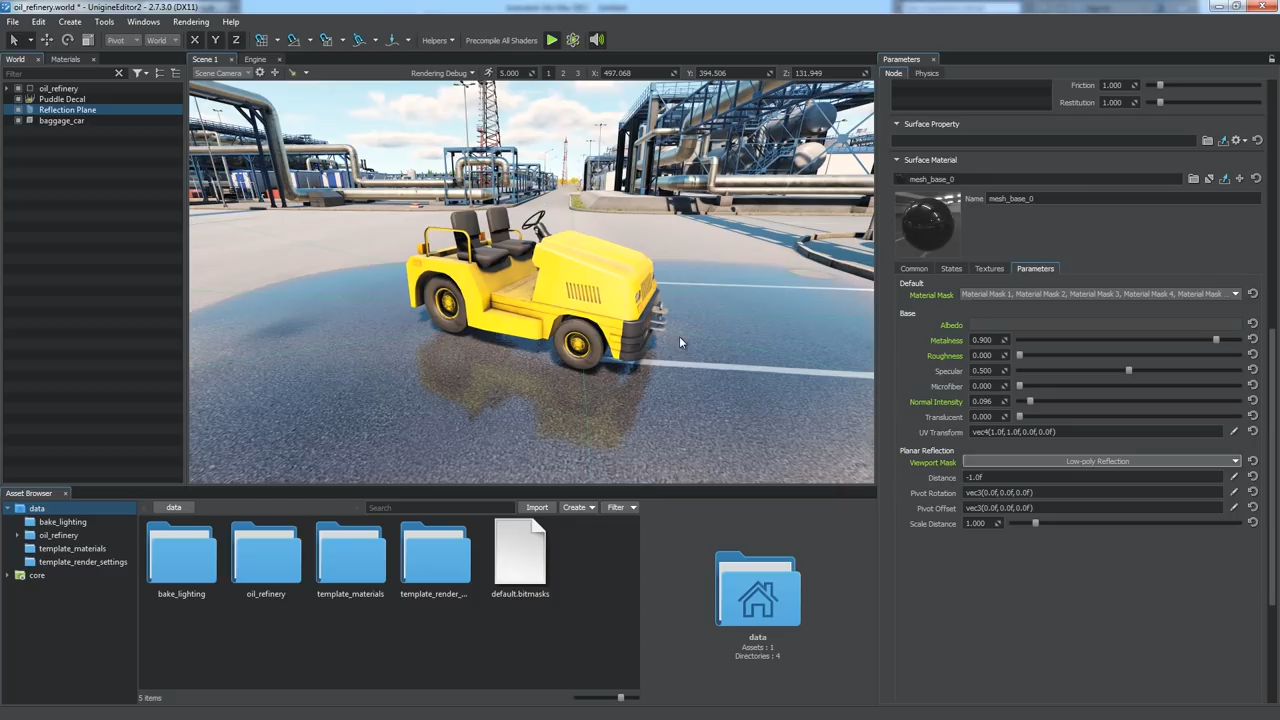 oil_refinery.world * - UnigineEditor2 - 2.7.3.0 (DX11)
File Edit Create Tools Windows Rendering Help
Pivot World X Y Z Helpers Precompile All Shaders
World Materials
Filter
oil_refinery
Puddle Decal
Reflection Plane
baggage_car
Scene 1 Engine
Scene Camera Rendering Debug 5.000 1 2 3 X: 497.068 Y: 394.506 Z: 131.949
Parameters
Node Physics
Friction 1.000
Restitution 1.000
Surface Property
Surface Material
mesh_base_0
Name mesh_base_0
Common States Textures Parameters
Default
Material Mask Material Mask 1, Material Mask 2, Material Mask 3, Material Mask 4, Material Mask ...
Base
Albedo
Metalness 0.900
Roughness 0.000
Specular 0.500
Microfiber 0.000
Normal Intensity 0.096
Translucent 0.000
UV Transform vec4(1.0f,1.0f,0.0f,0.0f)
Planar Reflection
Viewport Mask Low-poly Reflection
Distance -1.0f
Pivot Rotation vec3(0.0f,0.0f,0.0f)
Pivot Offset vec3(0.0f,0.0f,0.0f)
Scale Distance 1.000
Asset Browser
data
bake_lighting
oil_refinery
template_materials
template_render_settings
core
data Search Import Create Filter
bake_lighting oil_refinery template_materials template_render_... default.bitmasks
5 items
data
Assets : 1
Directories : 4